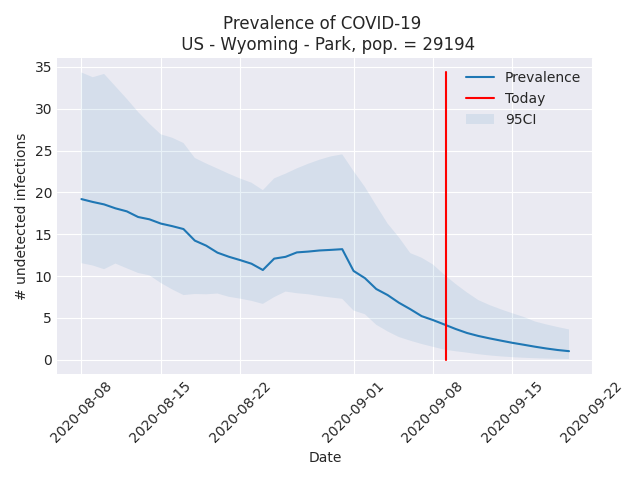 Prevalence of COVID-19
US - Wyoming - Park, pop. = 29194
35
30
25
20
15
10
5
0
# undetected infections
Prevalence
Today
95CI
2020-08-08
2020-08-15
2020-08-22
2020-09-01
2020-09-08
2020-09-15
2020-09-22
Date